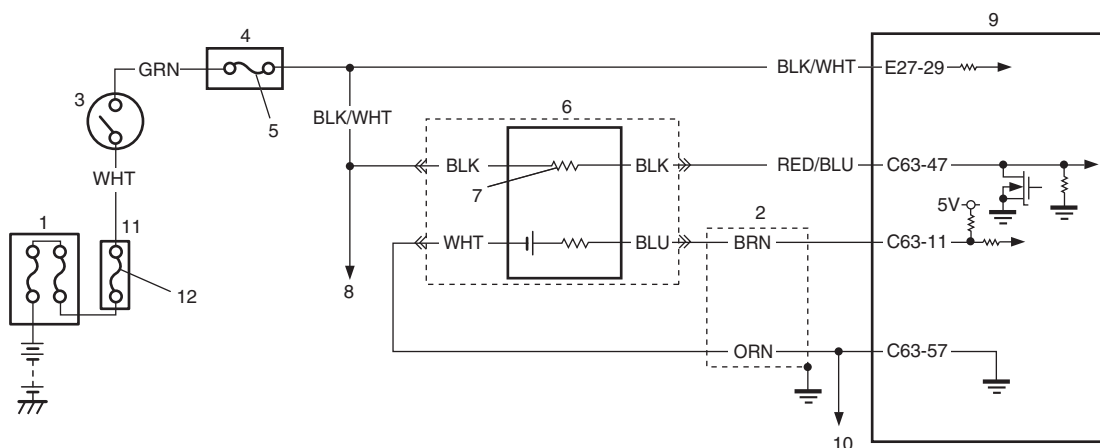 9
4
GRN
BLK/WHT
E27-29
3
5
6
BLK/WHT
BLK
BLK
RED/BLU
C63-47
WHT
7
5V
1
11
2
WHT
BLU
BRN
C63-11
12
8
ORN
C63-57
10